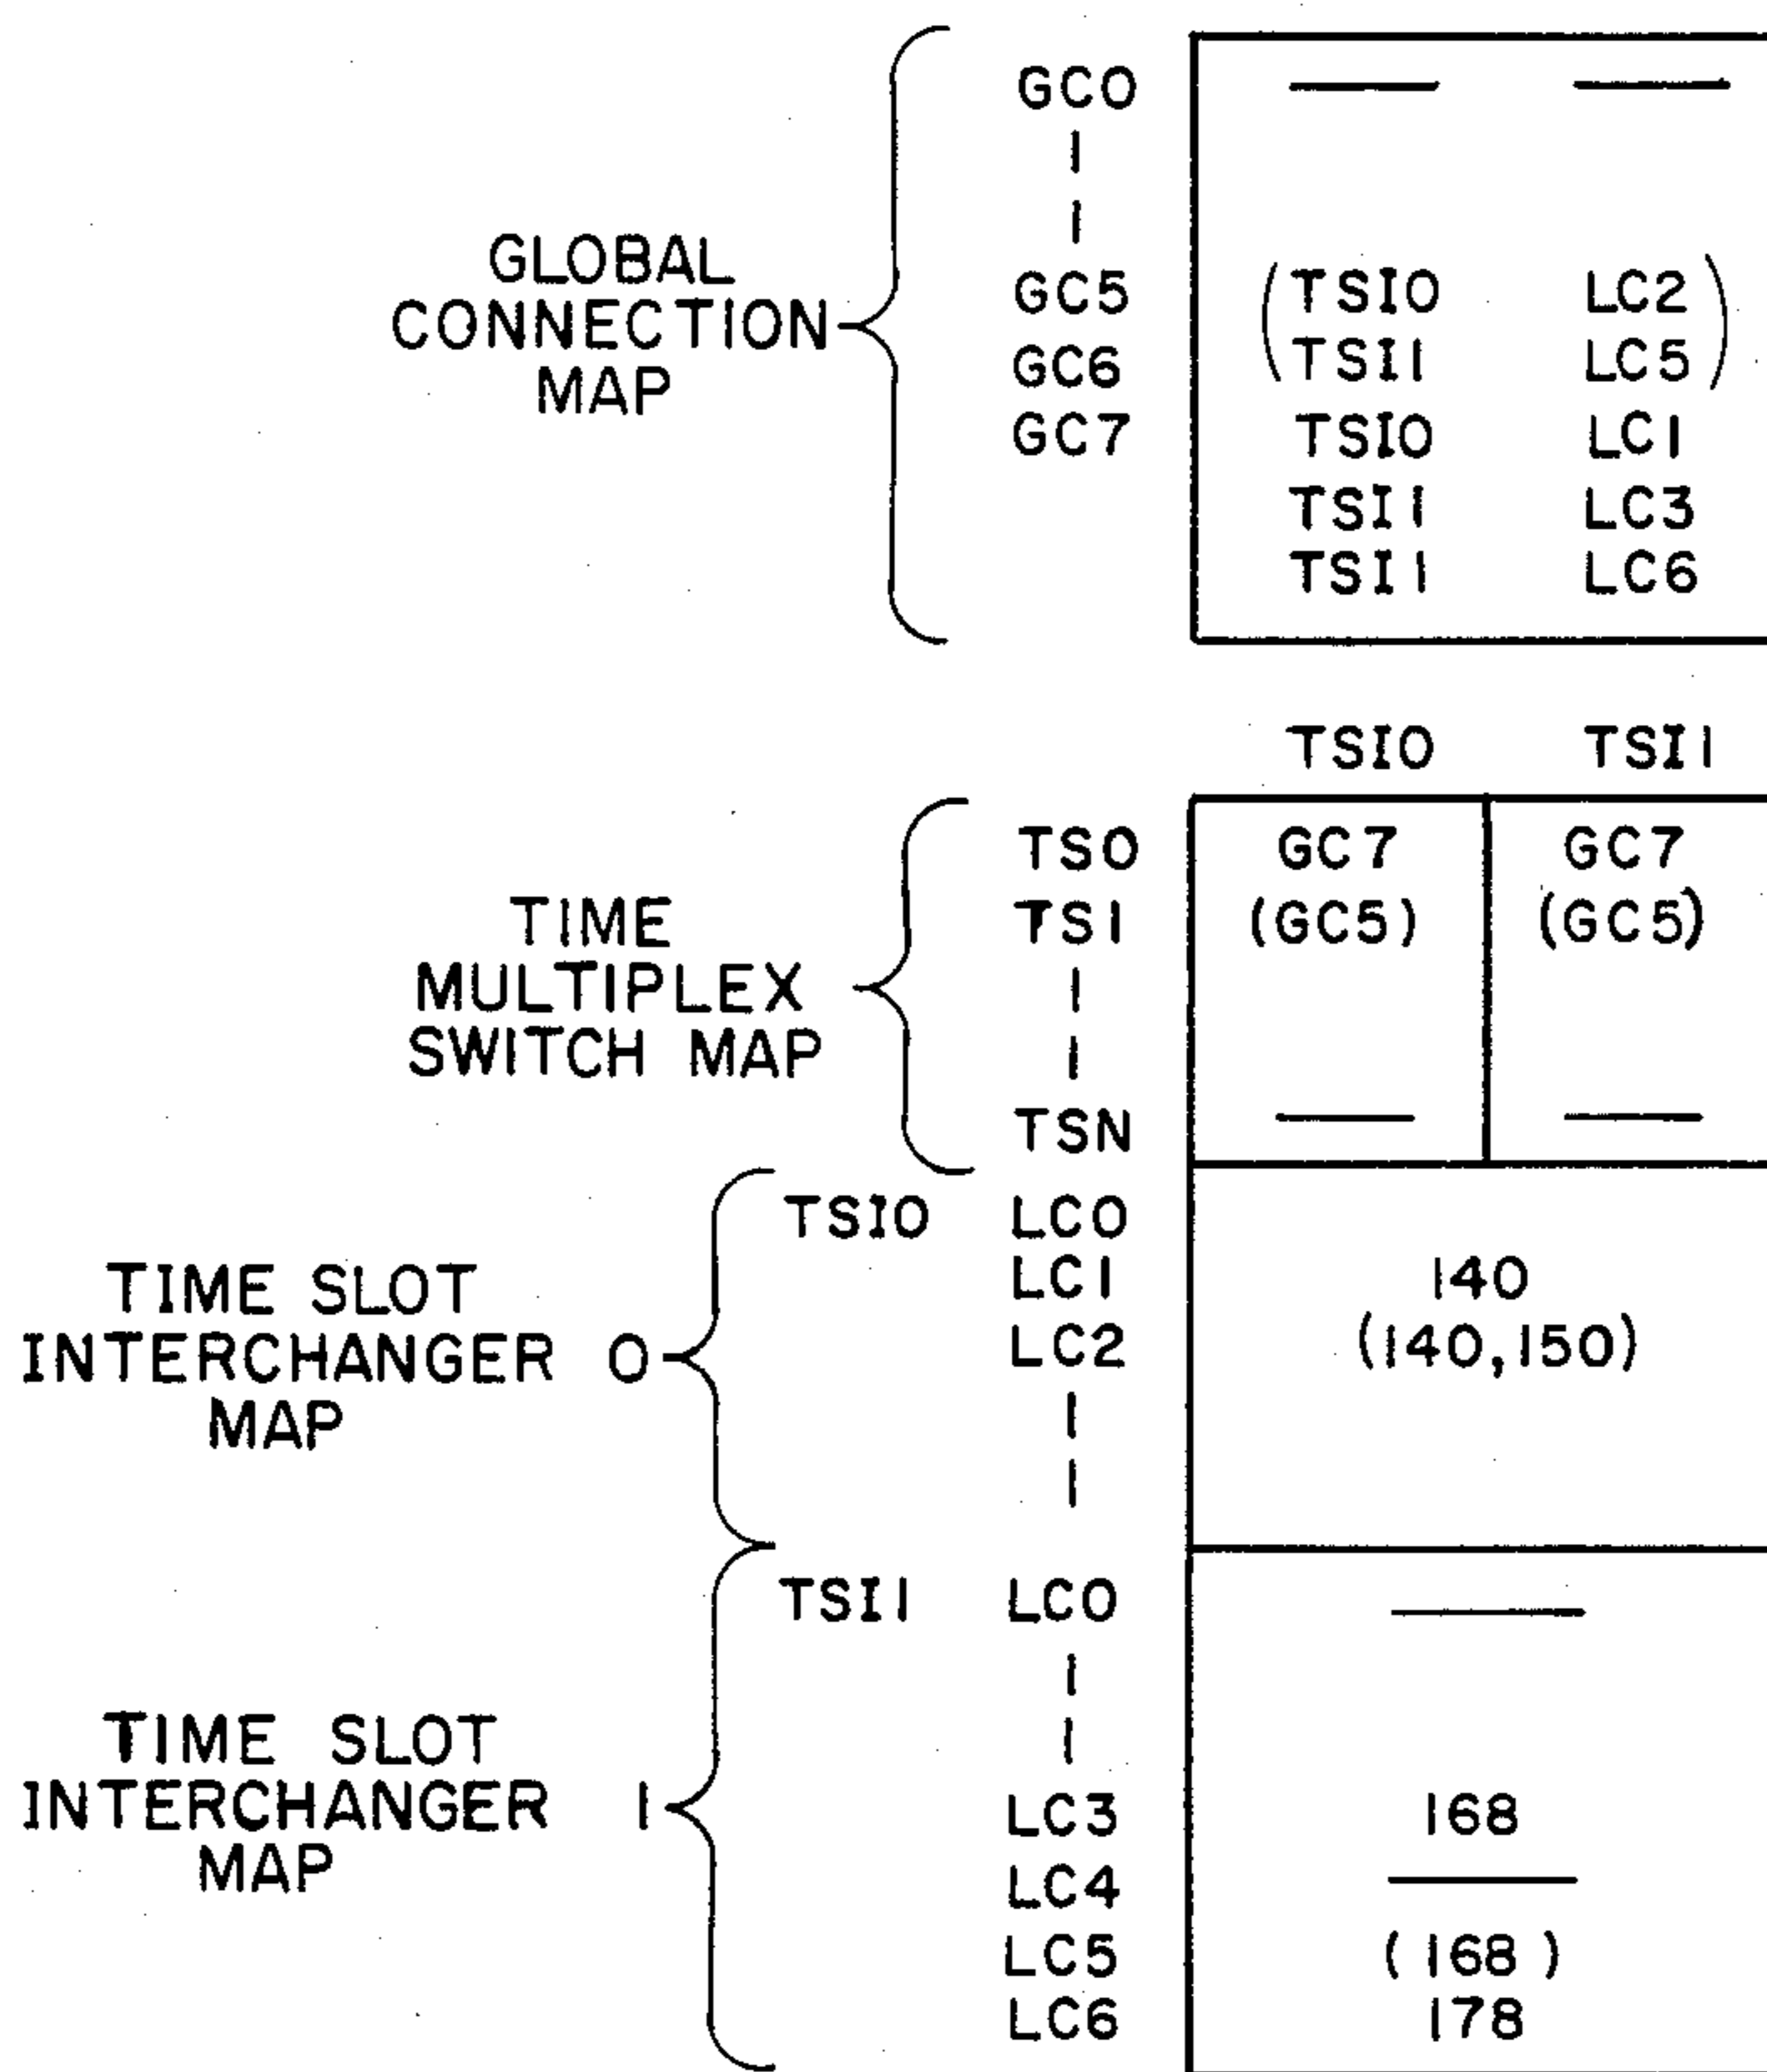 GC0 — —
GLOBAL
CONNECTION
MAP
GC5 (TSI0 LC2)
GC6 (TSI1 LC5)
GC7 TSI0 LC1
TSI1 LC3
TSI1 LC6
TSI0 TSI1
TIME
MULTIPLEX
SWITCH MAP
TS0 GC7 GC7
TS1 (GC5) (GC5)
TSN — —
TIME SLOT
INTERCHANGER 0
MAP
TSI0 LC0
LC1 140
LC2 (140,150)
TIME SLOT
INTERCHANGER 1
MAP
TSI1 LC0 —
LC3 168
LC4 —
LC5 (168)
LC6 178